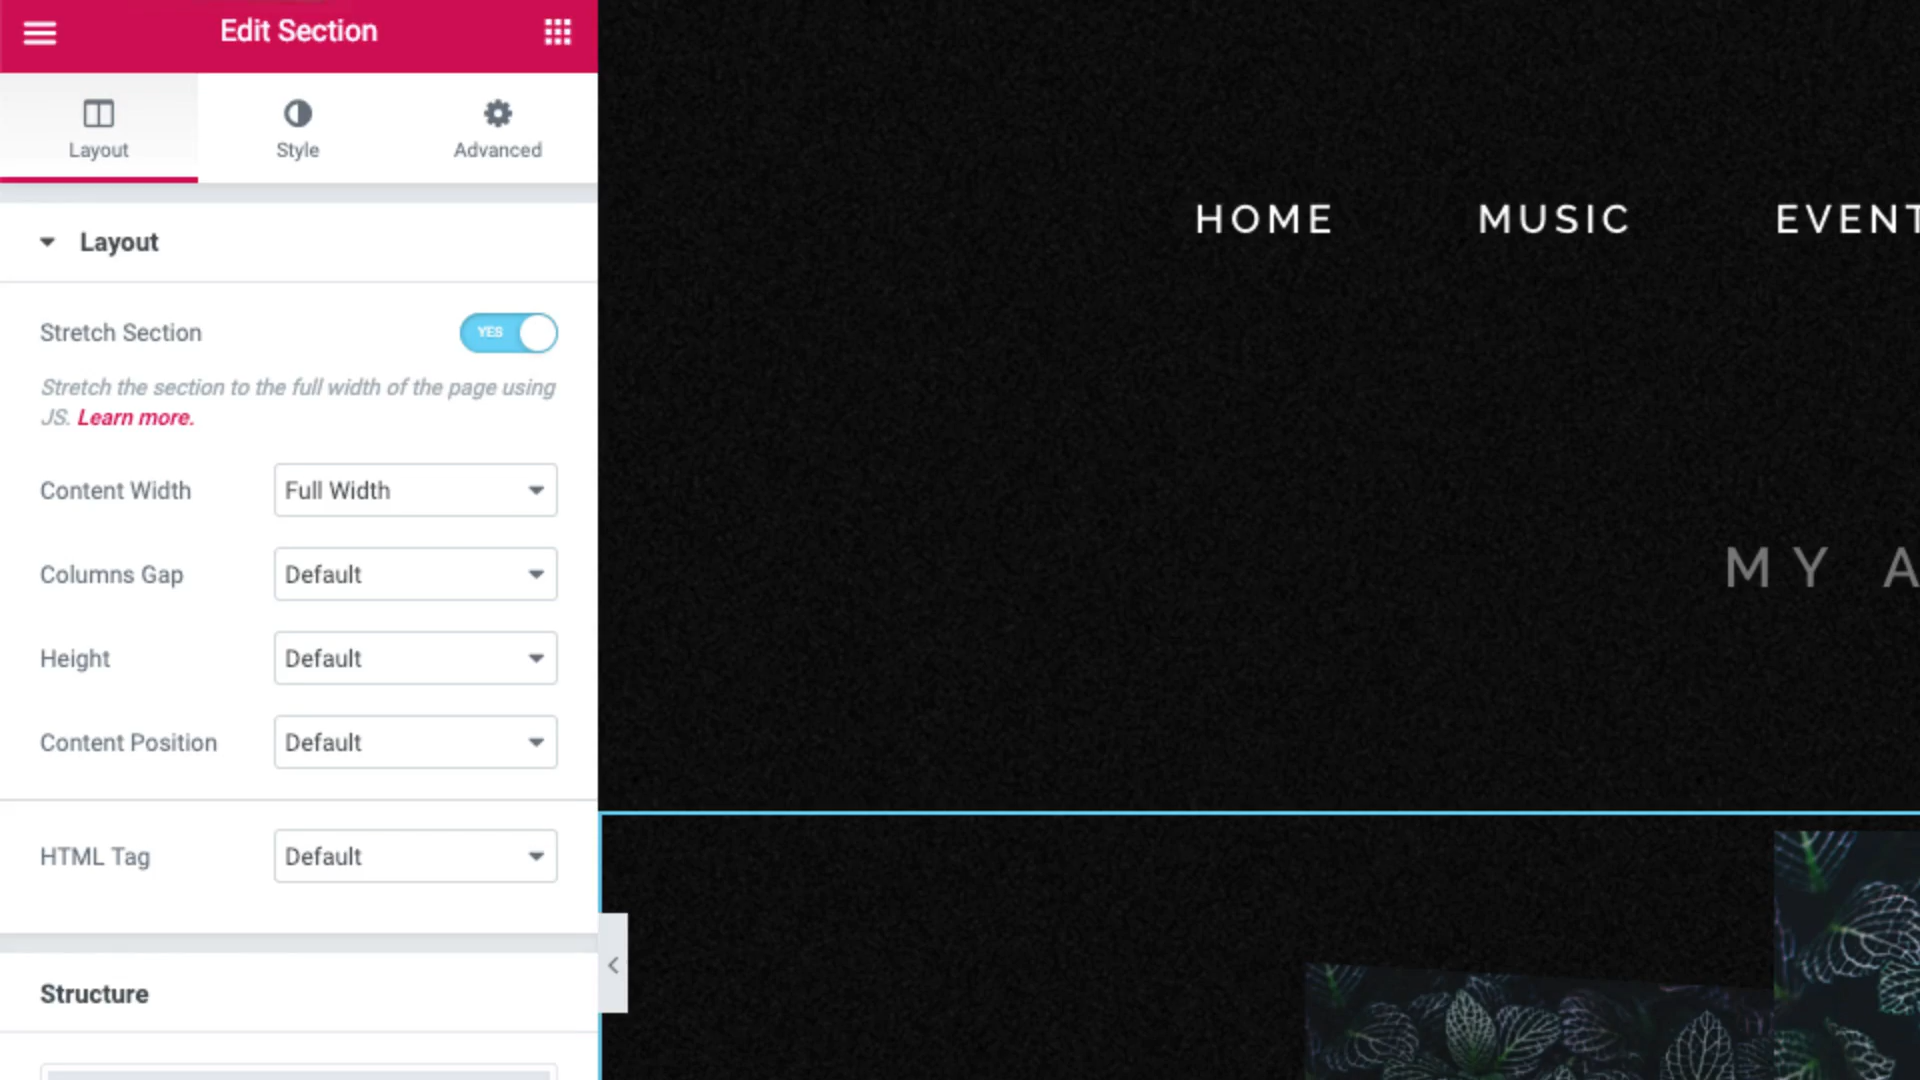 Edit Section
Layout
Style
Advanced
Layout
Stretch Section
YES
Stretch the section to the full width of the page using
JS. Learn more.
Content Width
Full Width
Columns Gap
Default
Height
Default
Content Position
Default
HTML Tag
Default
Structure
HOME
MUSIC
EVENT
MY A